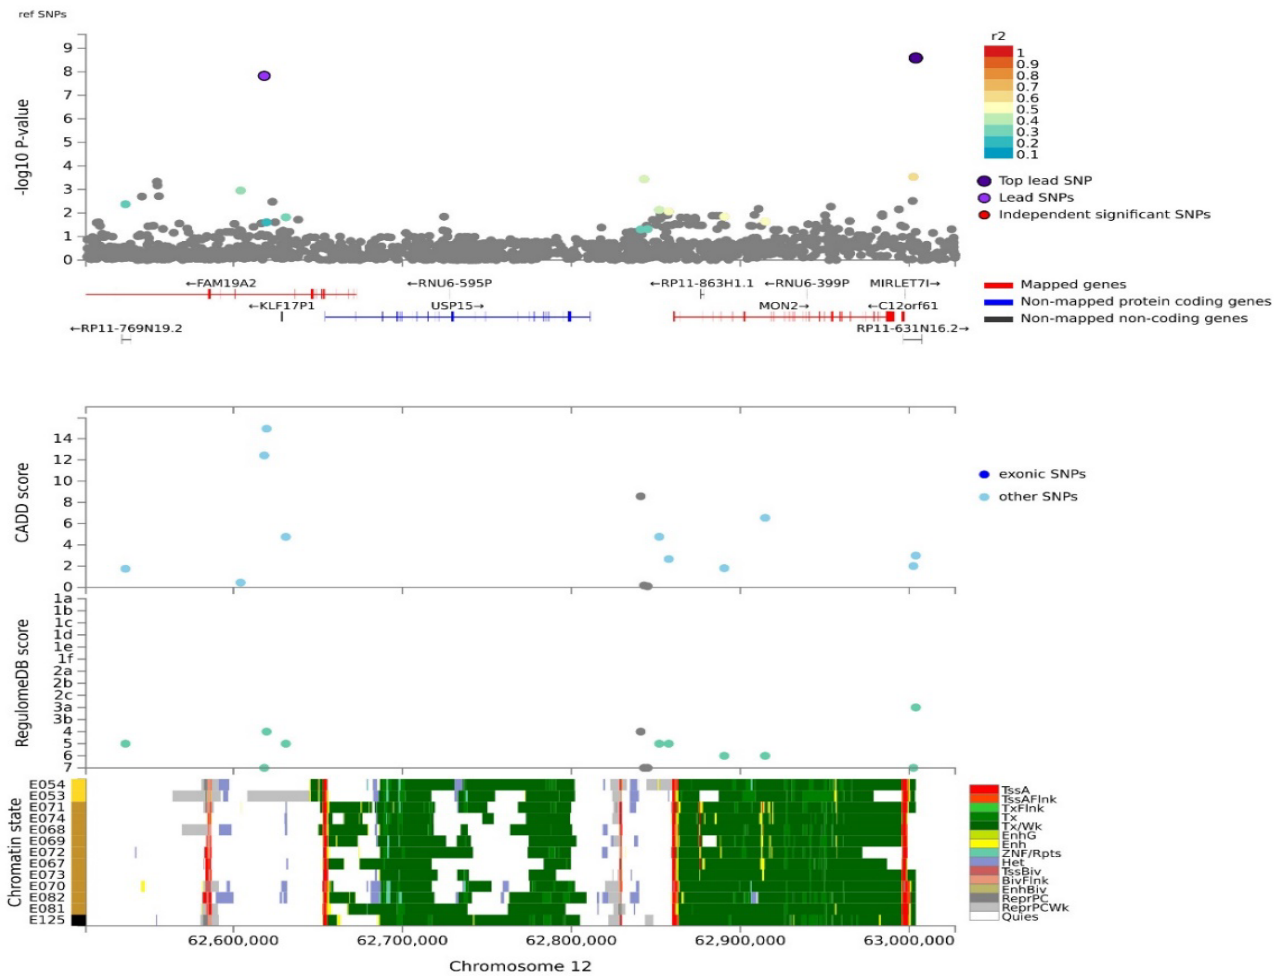 ref SNPs
-log10 P-value
9
8
7
6
5
4
3
2
1
0
r2
1
0.9
0.8
0.7
0.6
0.5
0.4
0.3
0.2
0.1
Top lead SNP
Lead SNPs
Independent significant SNPs
←FAM19A2
←RNU6-595P
←RP11-863H1.1
←RNU6-399P
MIRLET7I→
←KLF17P1
USP15→
MON2→
←C12orf61
←RP11-769N19.2
RP11-631N16.2→
Mapped genes
Non-mapped protein coding genes
Non-mapped non-coding genes
CADD score
14
12
10
8
6
4
2
0
exonic SNPs
other SNPs
RegulomeDB score
1a
1b
1c
1d
1e
1f
2a
2b
2c
3a
3b
4
5
6
7
Chromatin state
E054
E053
E071
E074
E068
E069
E072
E067
E073
E070
E082
E081
E125
TssA
TssAFlnk
TxFlnk
Tx
Tx/Wk
EnhG
Enh
ZNF/Rpts
Het
TssBiv
BivFlnk
EnhBiv
ReprPC
ReprPCWk
Quies
62,600,000
62,700,000
62,800,000
62,900,000
63,000,000
Chromosome 12